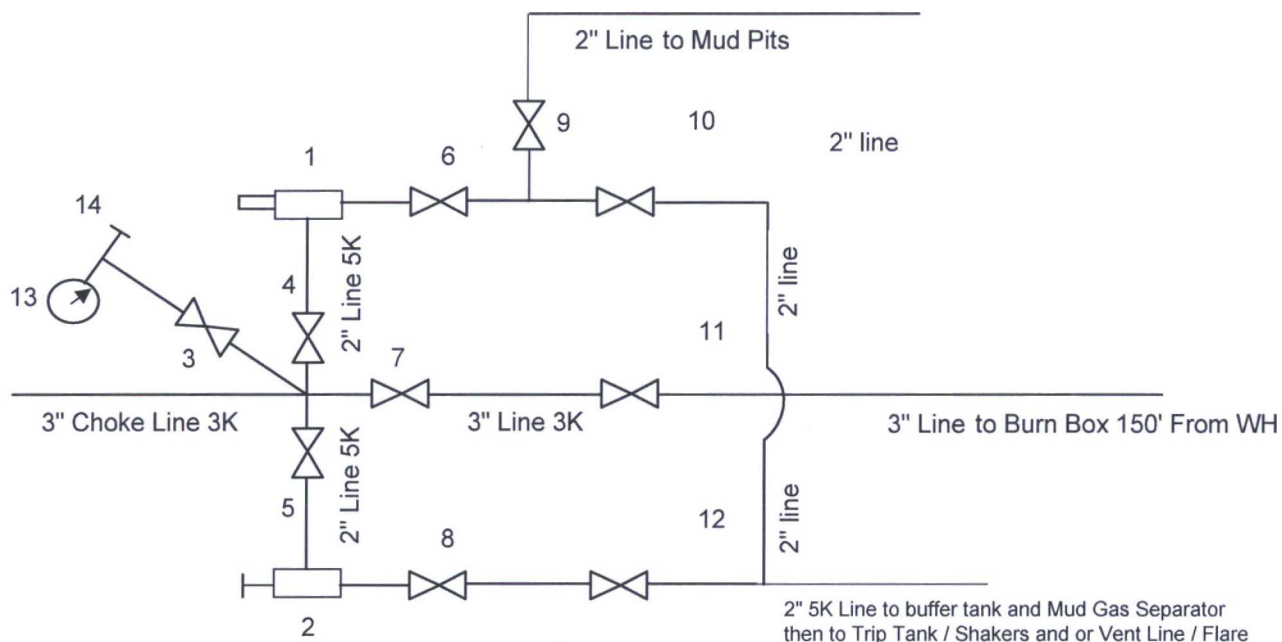 2" Line to Mud Pits
9
10
2" line
1
6
14
2" Line 5K
4
2" line
13
3
11
7
3" Choke Line 3K
3" Line 3K
3" Line to Burn Box 150' From WH
2" Line 5K
5
12
2" line
8
2
2" 5K Line to buffer tank and Mud Gas Separator
then to Trip Tank / Shakers and or Vent Line / Flare